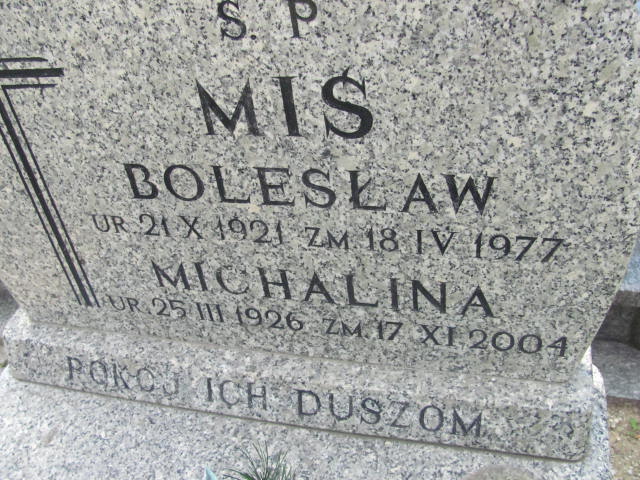 Ś. P
MIŚ
BOLESŁAW
UR. 21 X 1921 ZM. 18 IV 1977
MICHALINA
UR. 25 III 1926 ZM. 17 XI 2004
POKOJ ICH DUSZOM